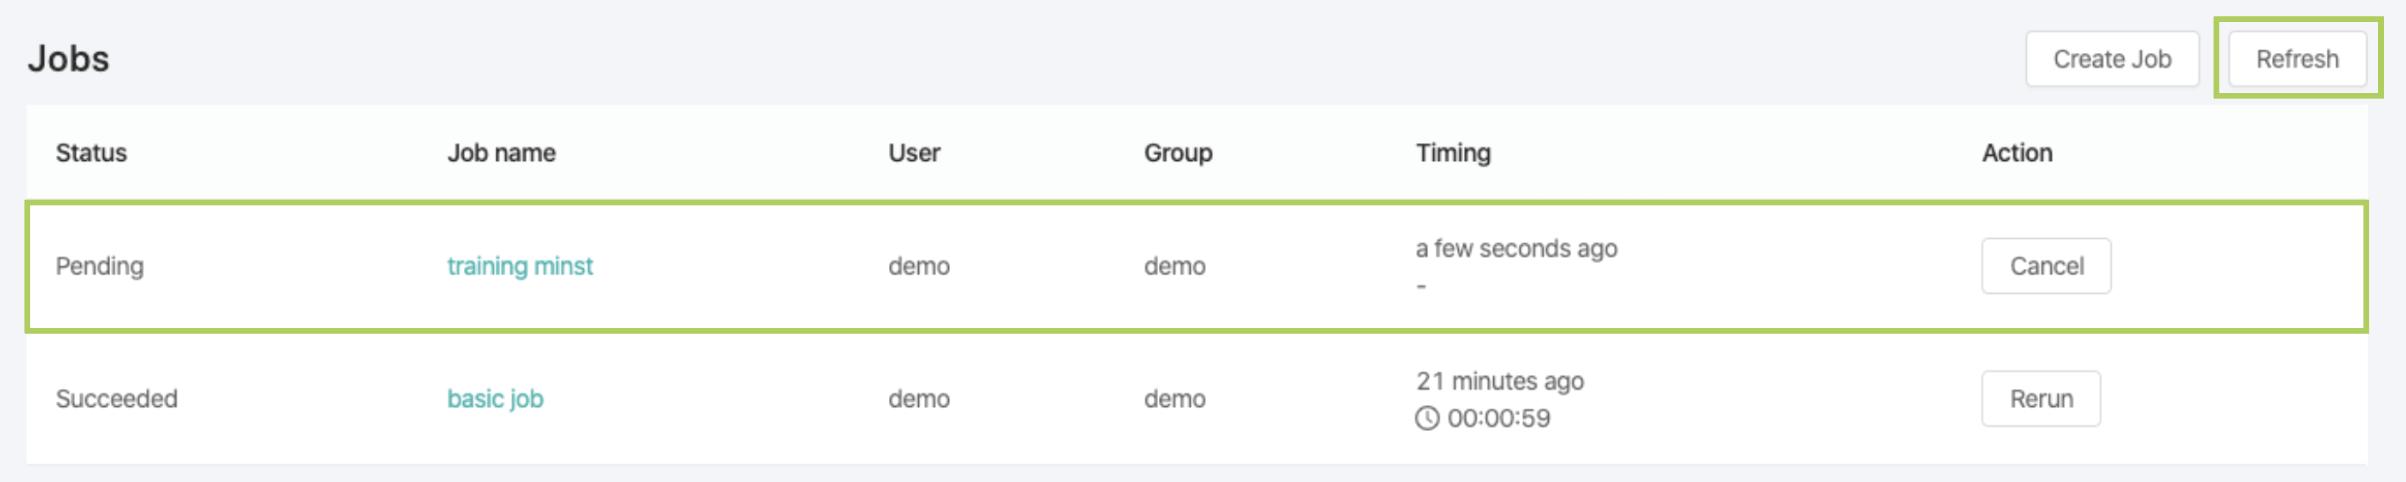 Jobs
Create Job
Refresh
Status Job name User Group Timing Action
Pending training minst demo demo a few seconds ago Cancel
-
Succeeded basic job demo demo 21 minutes ago Rerun
00:00:59